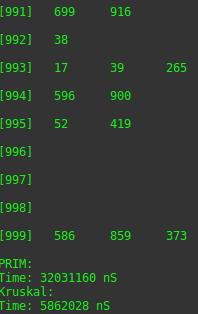 [991] 699 916
[992] 38
[993] 17 39 265
[994] 596 900
[995] 52 419
[996]
[997]
[998]
[999] 586 859 373
PRIM:
Time: 32031160 nS
Kruskal:
Time: 5862028 nS